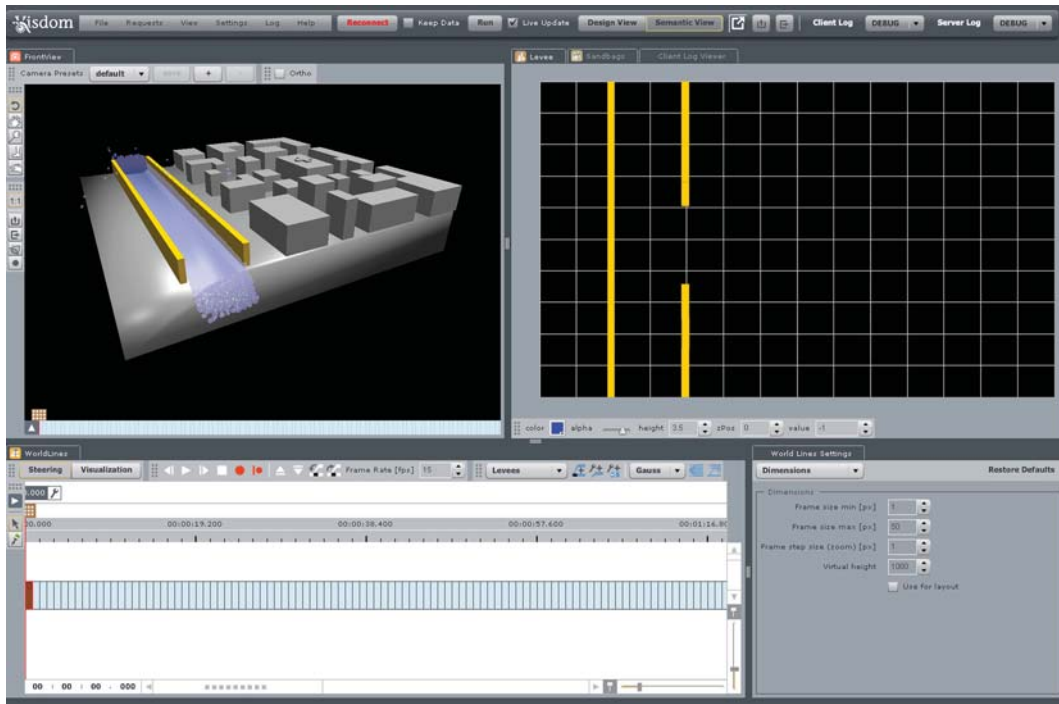 Visdom File Requests View Settings Log Help Reconnect Keep Data Run Live Update Design View Semantic View Client Log DEBUG Server Log DEBUG
FrontView
Camera Presets default save + - Ortho
1:1
Levee Sandbags Client Log Viewer
color alpha height 3.5 zPos 0 value -1
WorldLines
Steering Visualization Frame Rate [fps] 15 Levees Gauss
00:00:19.200 00:00:38.400 00:00:57.600
00 : 00 : 00 . 000
World Lines Settings
Dimensions Restore Defaults
Dimensions
Frame size min [px] 1
Frame size max [px] 50
Frame step size (zoom) [px] 1
Virtual height 1000
Use for layout